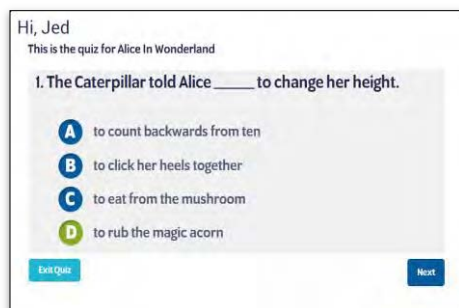 Hi, Jed
This is the quiz for Alice In Wonderland
1. The Caterpillar told Alice _____ to change her height.
A to count backwards from ten
B to click her heels together
C to eat from the mushroom
D to rub the magic acorn
Exit Quiz Next